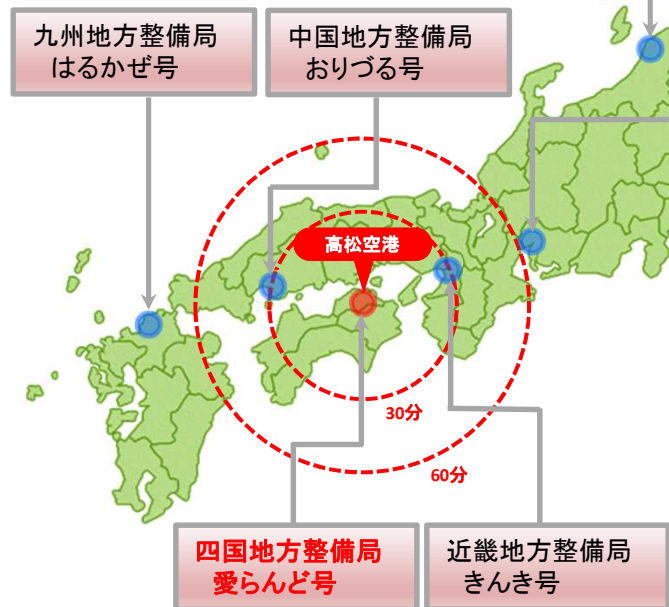 九州地方整備局
はるかぜ号
中国地方整備局
おりづる号
高松空港
30分
60分
四国地方整備局
愛らんど号
近畿地方整備局
きんき号